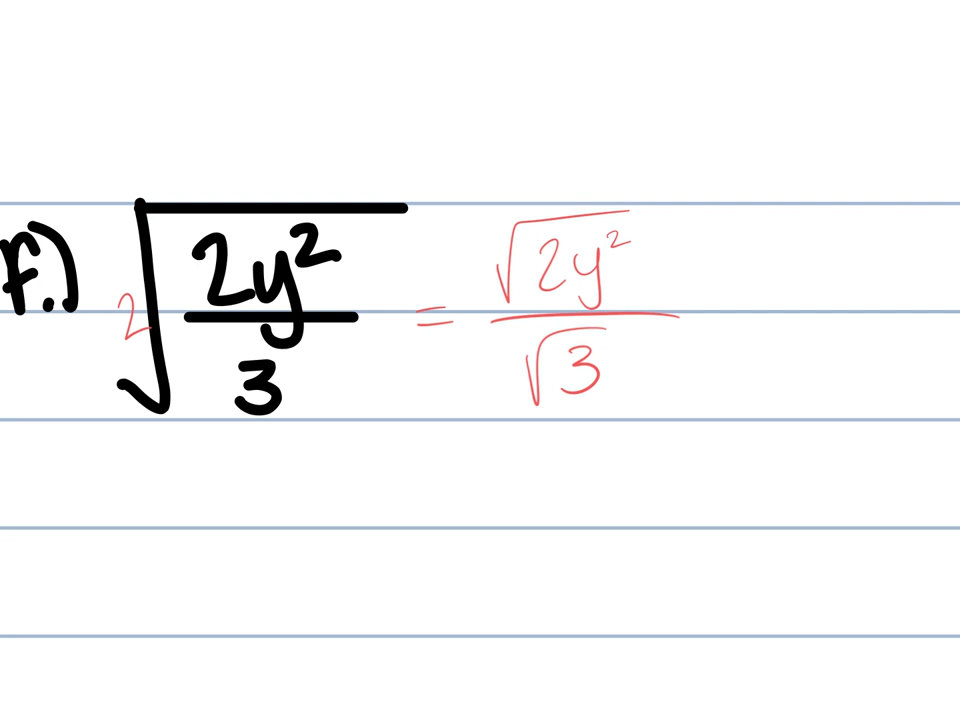 f.) ²√(2y²/3) = √(2y²)/√3